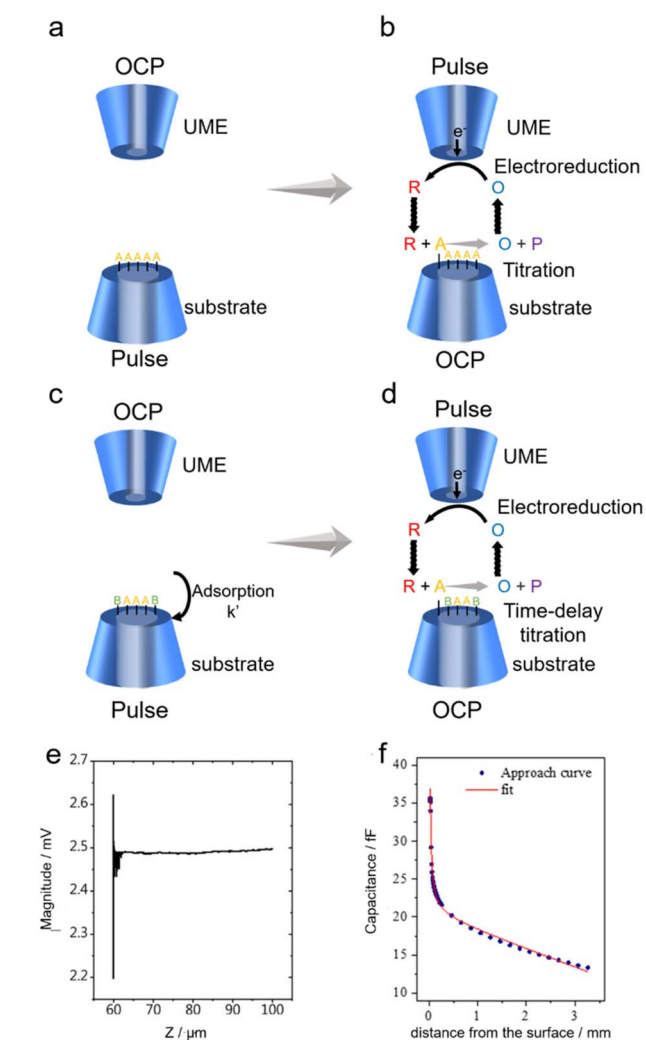 a
OCP
UME
AAAAA
substrate
Pulse
b
Pulse
UME
e-
Electroreduction
R
O
R + A
O + P
AAAA
Titration
substrate
OCP
c
OCP
UME
Adsorption
k'
BAAAB
substrate
Pulse
d
Pulse
UME
e-
Electroreduction
R
O
R + A
O + P
BAAB
Time-delay
titration
substrate
OCP
e
2.7
2.6
2.5
2.4
2.3
2.2
Magnitude / mV
60
70
80
90
100
Z / μm
f
40
35
30
25
20
15
10
Capacitance / fF
Approach curve
fit
0
1
2
3
distance from the surface / mm